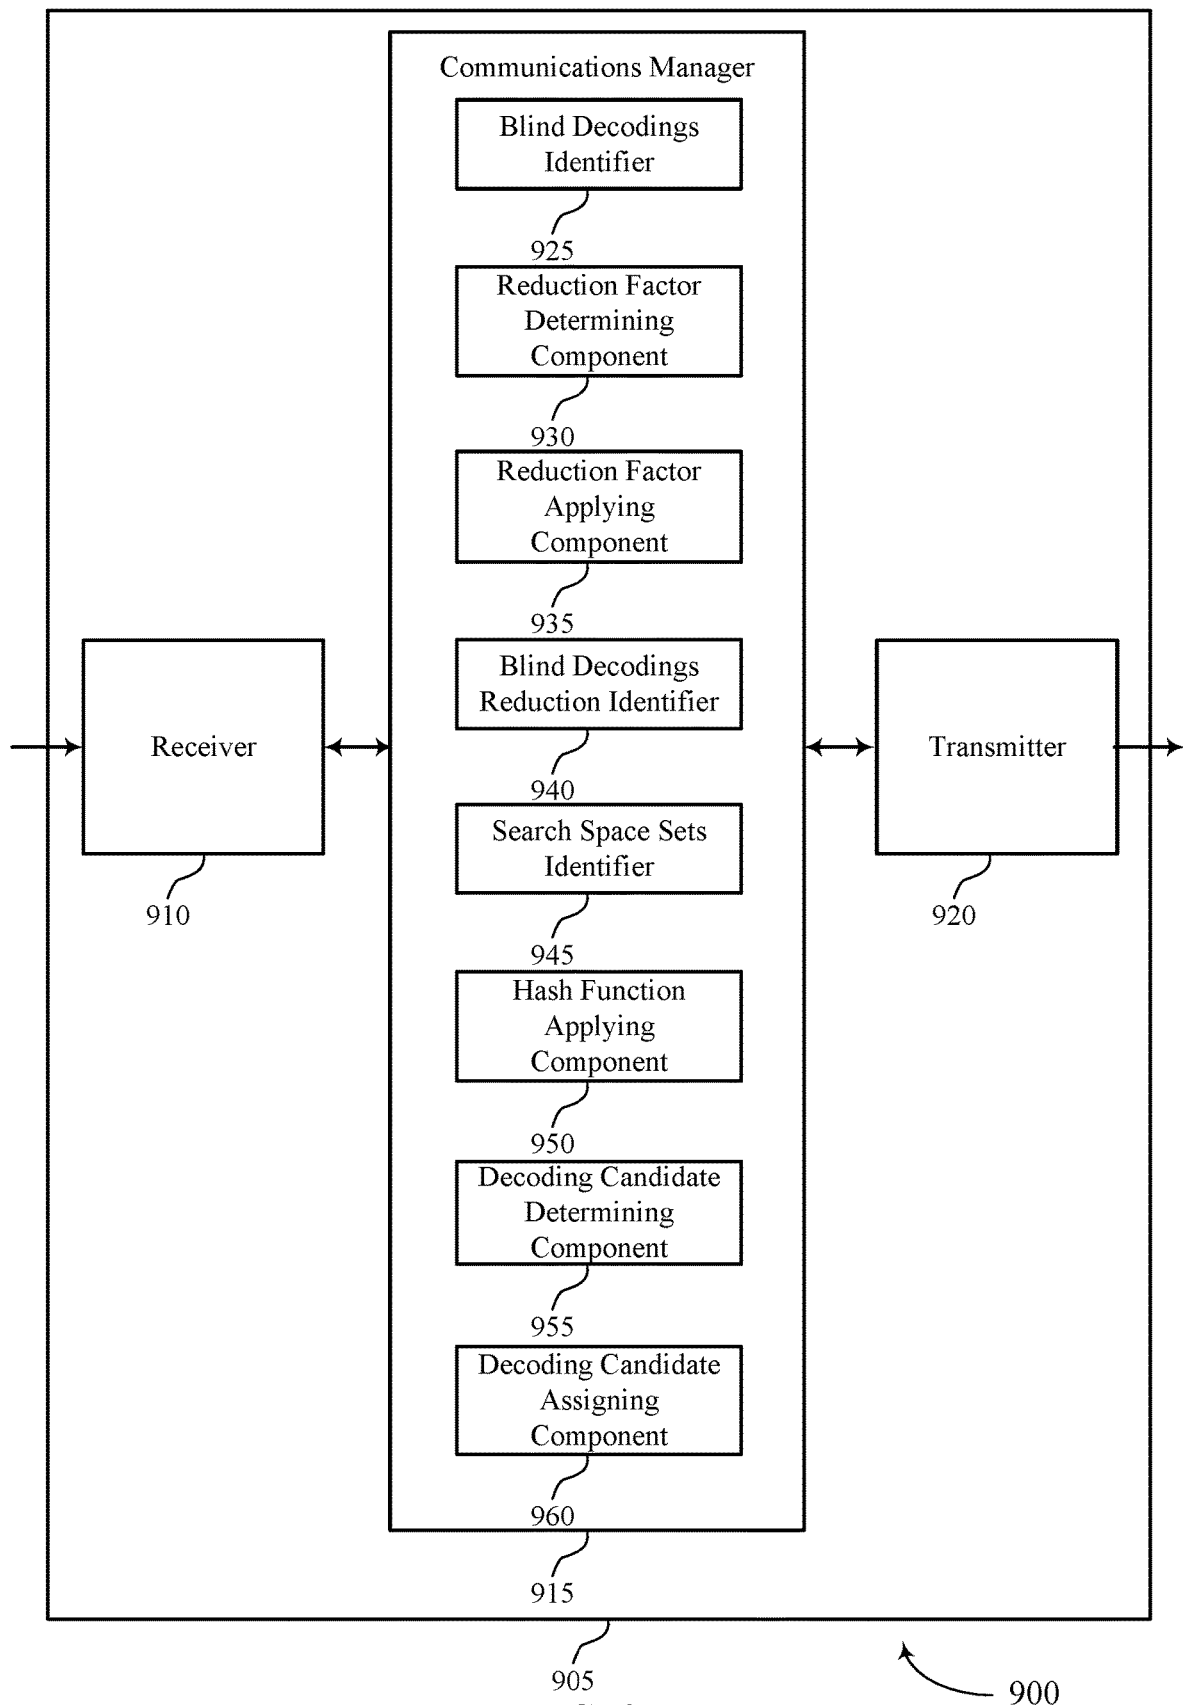 Communications Manager
Blind Decodings
Identifier
925
Reduction Factor
Determining
Component
930
Reduction Factor
Applying
Component
935
Blind Decodings
Reduction Identifier
940
Receiver
910
Transmitter
920
Search Space Sets
Identifier
945
Hash Function
Applying
Component
950
Decoding Candidate
Determining
Component
955
Decoding Candidate
Assigning
Component
960
915
905
900